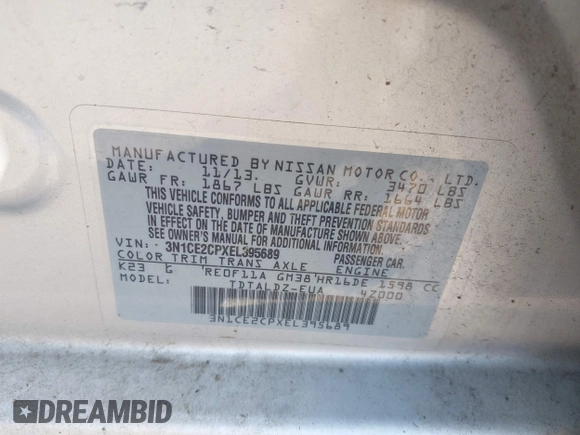 MANUFACTURED BY NISSAN MOTOR CO., LTD.
DATE: 11/13. GVWR: 3470 LBS
GAWR FR: 1867 LBS GAWR RR: 1664 LBS
THIS VEHICLE CONFORMS TO ALL APPLICABLE FEDERAL MOTOR
VEHICLE SAFETY, BUMPER AND THEFT PREVENTION STANDARDS
IN EFFECT ON THE DATE OF MANUFACTURE SHOWN ABOVE.
SEE OWNER'S MANUAL AND INFORMATION. PASSENGER CAR.
VIN: 3N1CE2CPXEL395689
COLOR TRIM TRANS AXLE ENGINE
K23 G RE0F11A GM38 HR16DE 1598 CC
MODEL: TDTALDZ-EUA 4Z000
3N1CE2CPXEL395689
DREAMBID